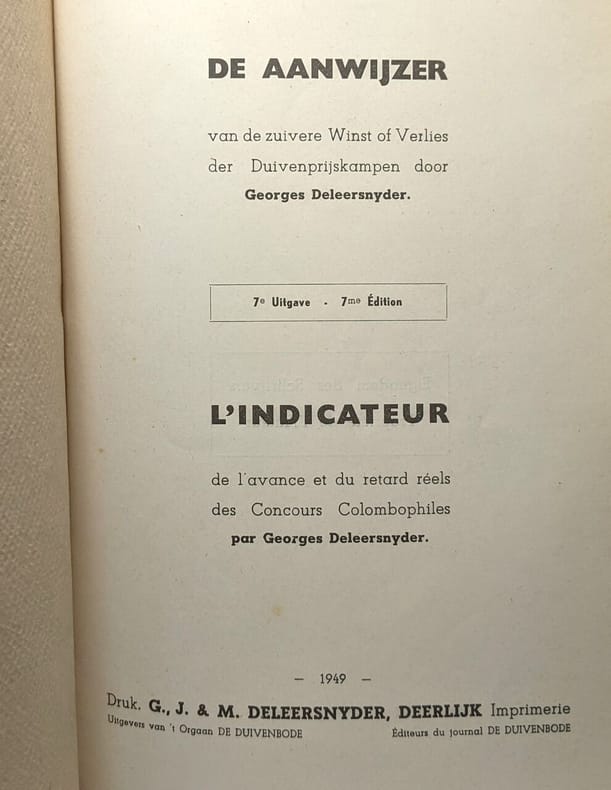 DE AANWIJZER
van de zuivere Winst of Verlies
der Duivenprijskampen door
Georges Deleersnyder.
7e Uitgave - 7me Édition
L'INDICATEUR
de l'avance et du retard réels
des Concours Colombophiles
par Georges Deleersnyder.
— 1949 —
Druk. G., J. & M. DELEERSNYDER, DEERLIJK Imprimerie
Uitgevers van 't Orgaan DE DUIVENBODE Éditeurs du journal DE DUIVENBODE